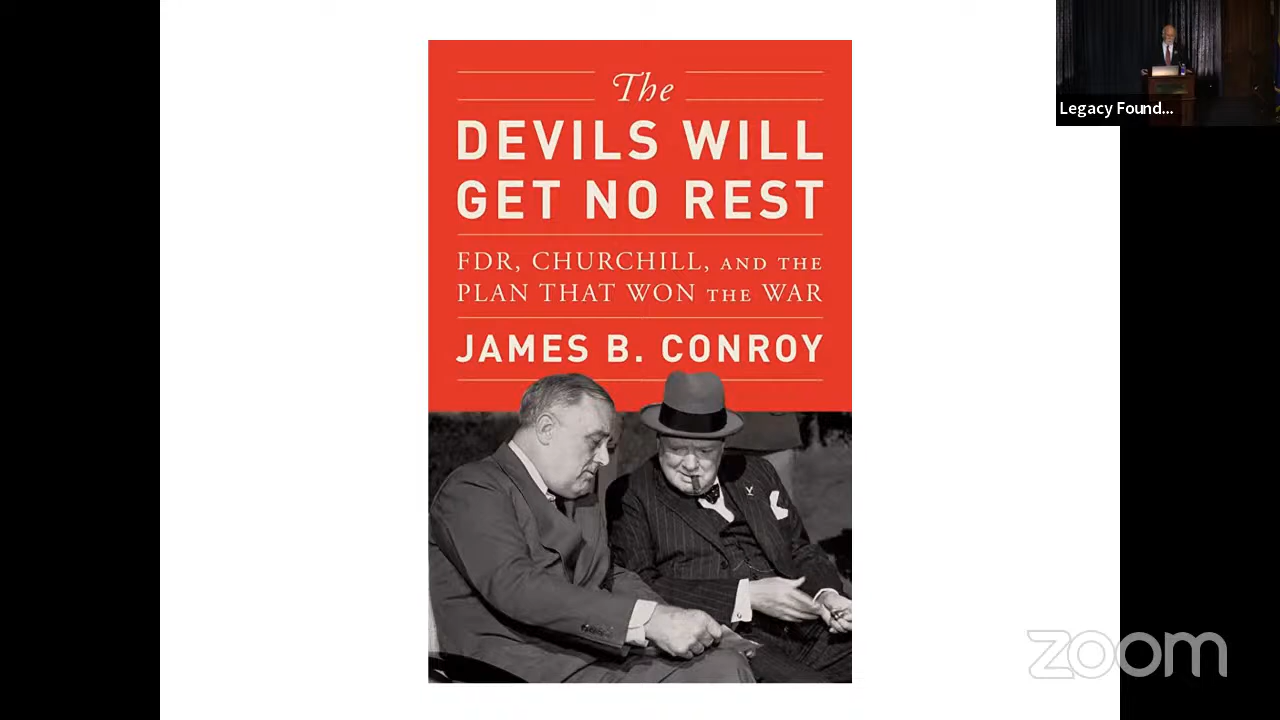 The
DEVILS WILL
GET NO REST
FDR, CHURCHILL, AND THE
PLAN THAT WON THE WAR
JAMES B. CONROY
Legacy Found...
zoom